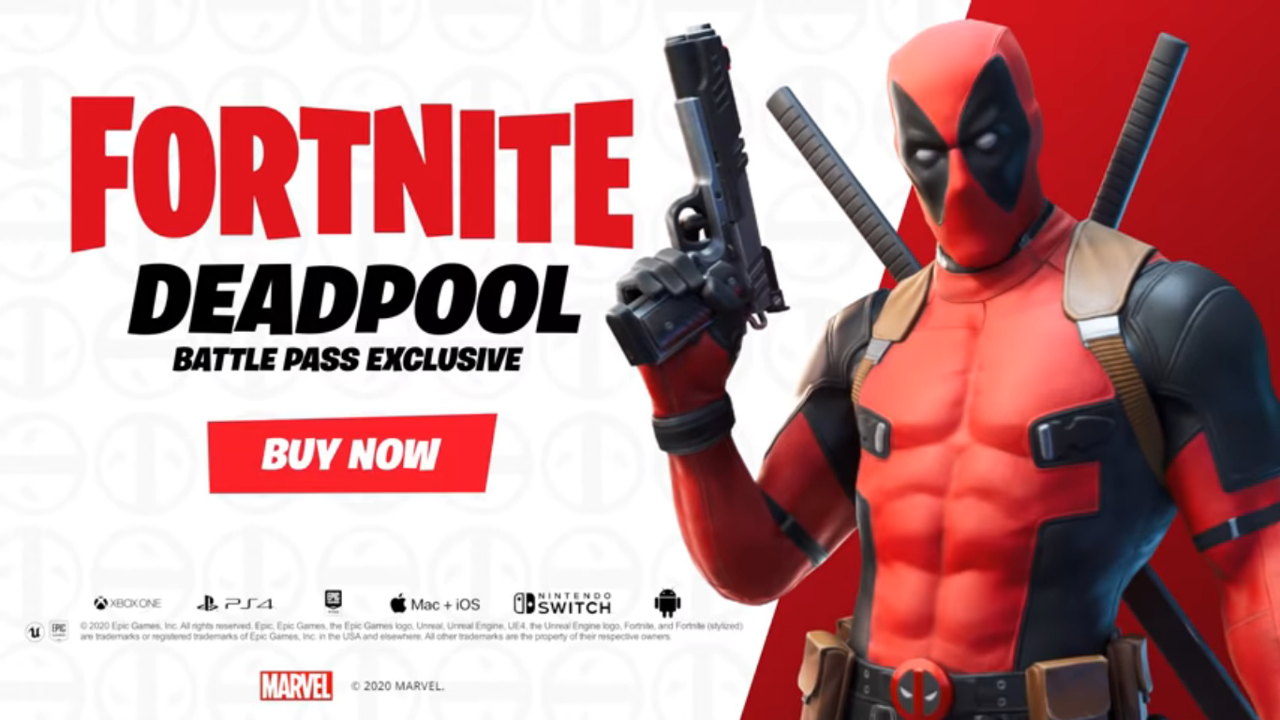 FORTNITE
DEADPOOL
BATTLE PASS EXCLUSIVE
BUY NOW
XBOX ONE PS4 EPIC GAMES Mac + iOS NINTENDO SWITCH
© 2020 Epic Games, Inc. All rights reserved. Epic, Epic Games, the Epic Games logo, Unreal, Unreal Engine, UE4, the Unreal Engine logo, Fortnite, and Fortnite (stylized)
are trademarks or registered trademarks of Epic Games, Inc. in the USA and elsewhere. All other trademarks are the property of their respective owners.
MARVEL © 2020 MARVEL.